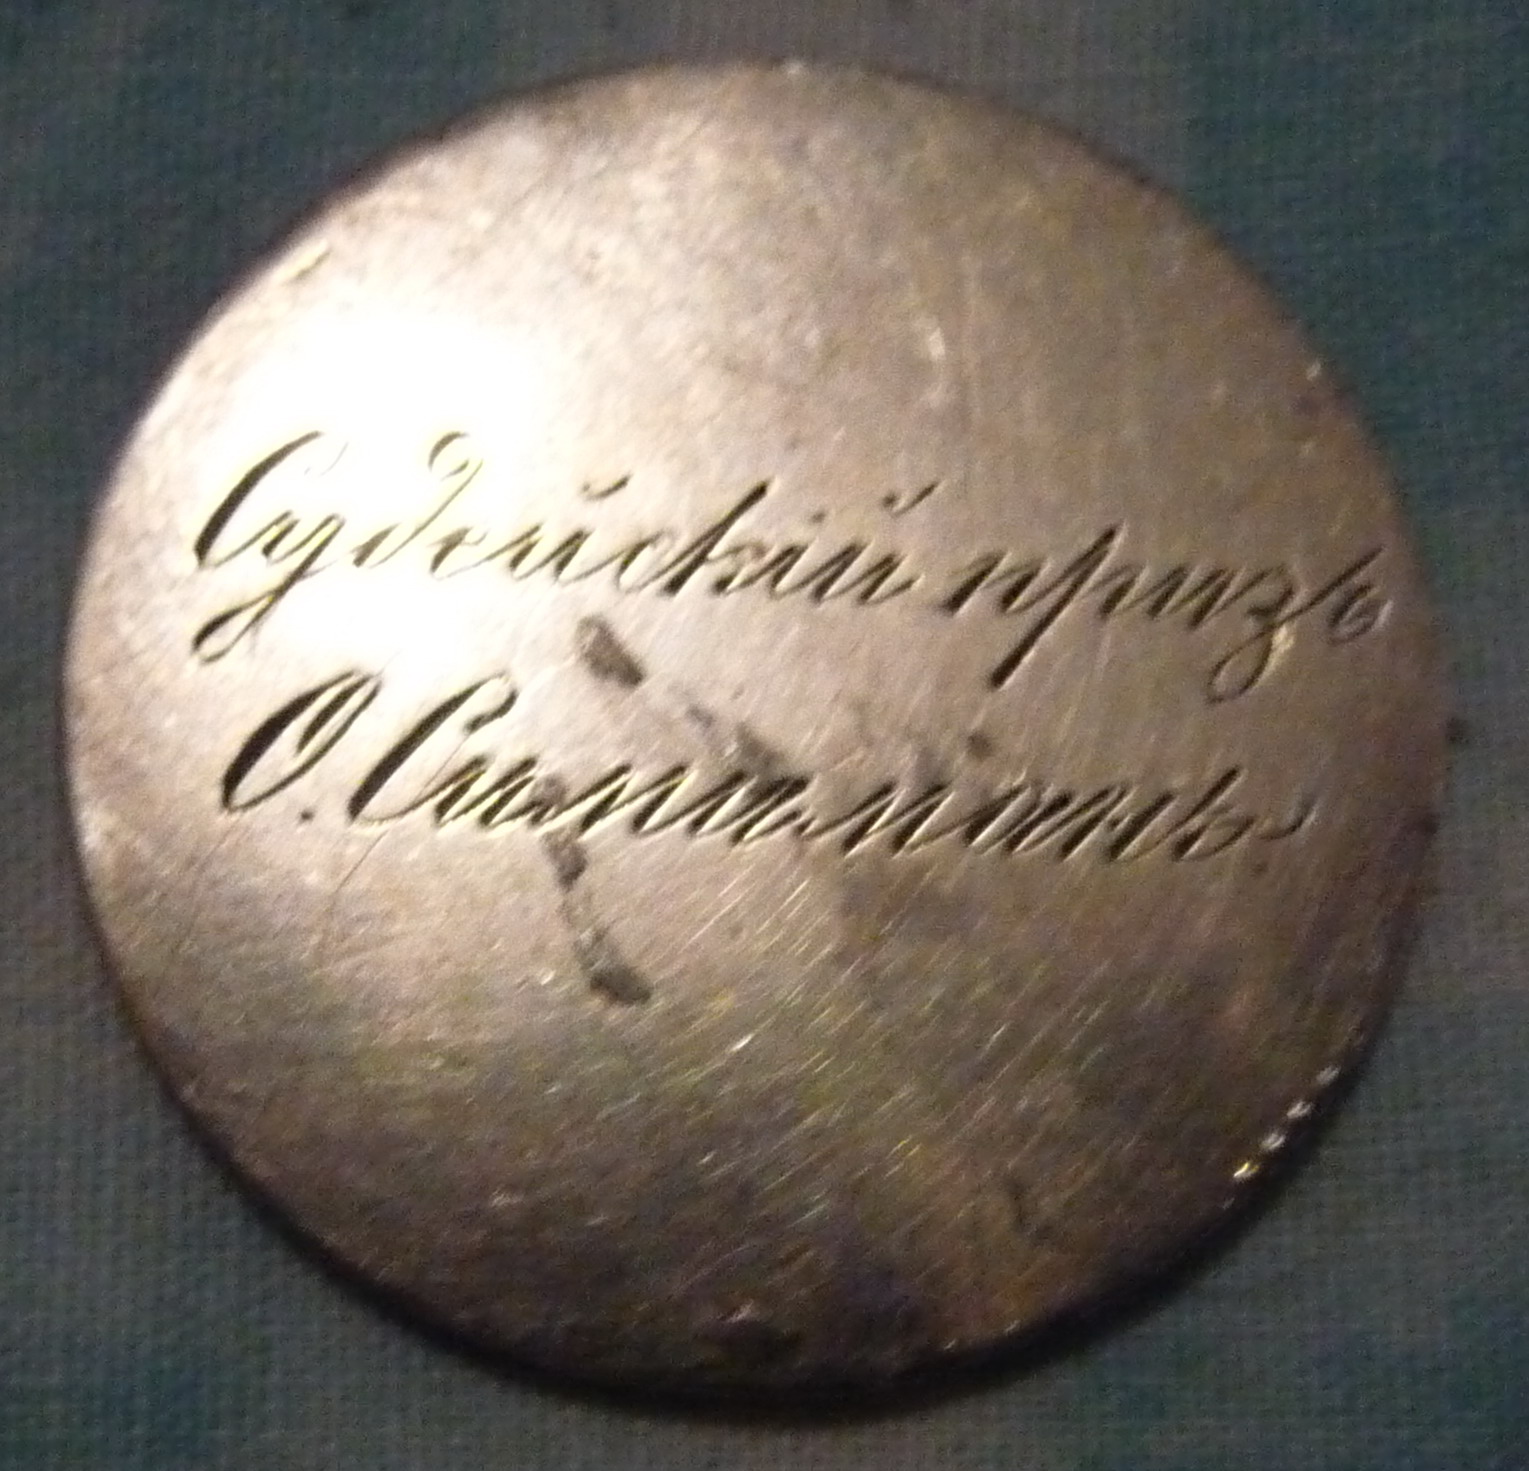 Судейскій призъ
О.